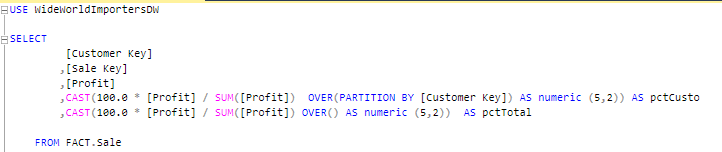 USE WideWorldImportersDW
SELECT
[Customer Key]
,[Sale Key]
,[Profit]
,CAST(100.0 * [Profit] / SUM([Profit])  OVER(PARTITION BY [Customer Key]) AS numeric (5,2)) AS pctCusto
,CAST(100.0 * [Profit] / SUM([Profit]) OVER() AS numeric (5,2))  AS pctTotal
FROM FACT.Sale